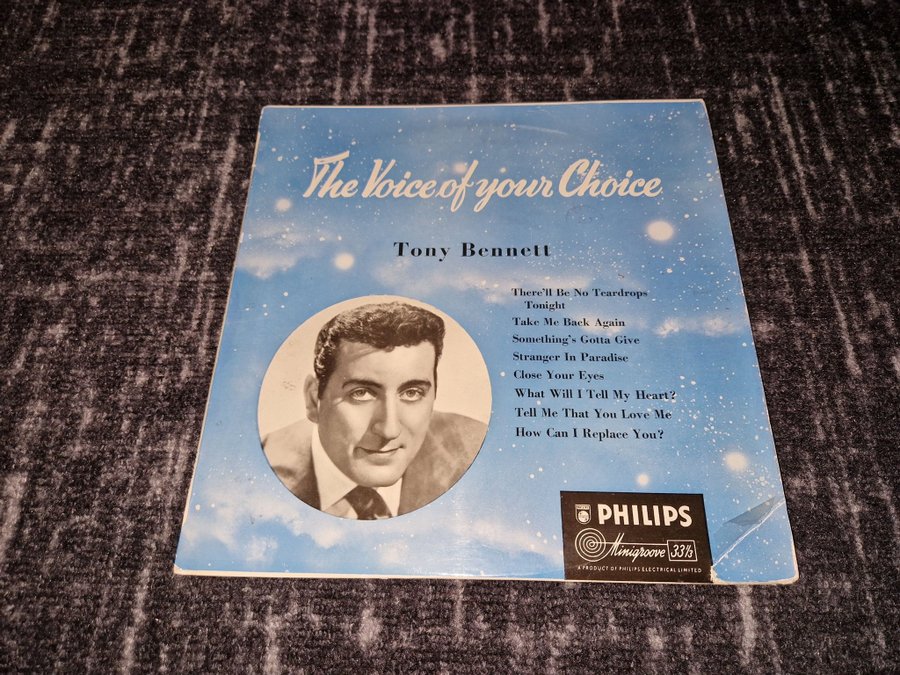 The Voice of your Choice
Tony Bennett
There'll Be No Teardrops
Tonight
Take Me Back Again
Something's Gotta Give
Stranger In Paradise
Close Your Eyes
What Will I Tell My Heart?
Tell Me That You Love Me
How Can I Replace You?
PHILIPS
Minigroove 33⅓
A PRODUCT OF PHILIPS ELECTRICAL LIMITED